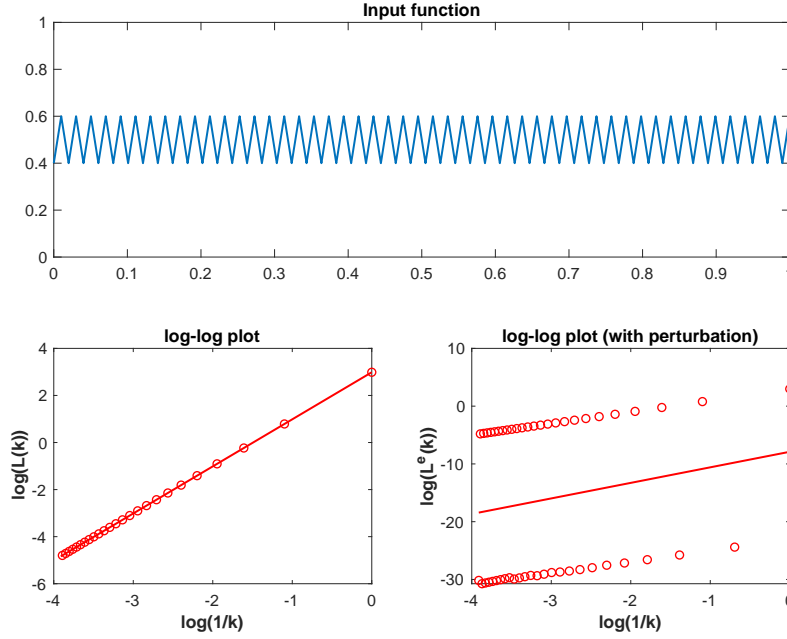 Input function
1
0.8
0.6
0.4
0.2
0
0 0.1 0.2 0.3 0.4 0.5 0.6 0.7 0.8 0.9
log-log plot
4
2
0
-2
-4
-6
log(L(k))
-4 -3 -2 -1 0
log(1/k)
log-log plot (with perturbation)
10
0
-10
-20
-30
log(L^e(k))
-4 -3 -2 -1 0
log(1/k)